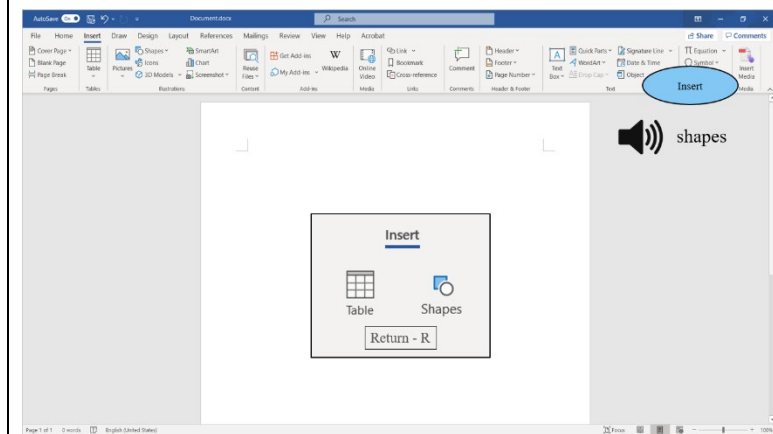 AutoSave On Document.docx Search
File Home Insert Draw Design Layout References Mailings Review View Help Acrobat Share Comments
Cover Page
Blank Page
Page Break
Pages
Table
Tables
Pictures
Shapes
Icons
3D Models
SmartArt
Chart
Screenshot
Illustrations
Reuse
Files
Content
Get Add-ins
My Add-ins
W
Wikipedia
Add-ins
Online
Video
Media
Link
Bookmark
Cross-reference
Links
Comment
Comments
Header
Footer
Page Number
Header & Footer
A
Text
Box
Quick Parts
WordArt
Drop Cap
Signature Line
Date & Time
Object
Text
Equation
Symbol
Insert
Media
Media
Insert
shapes
Insert
Table Shapes
Return - R
Page 1 of 1 0 words English (United States) Focus 100%